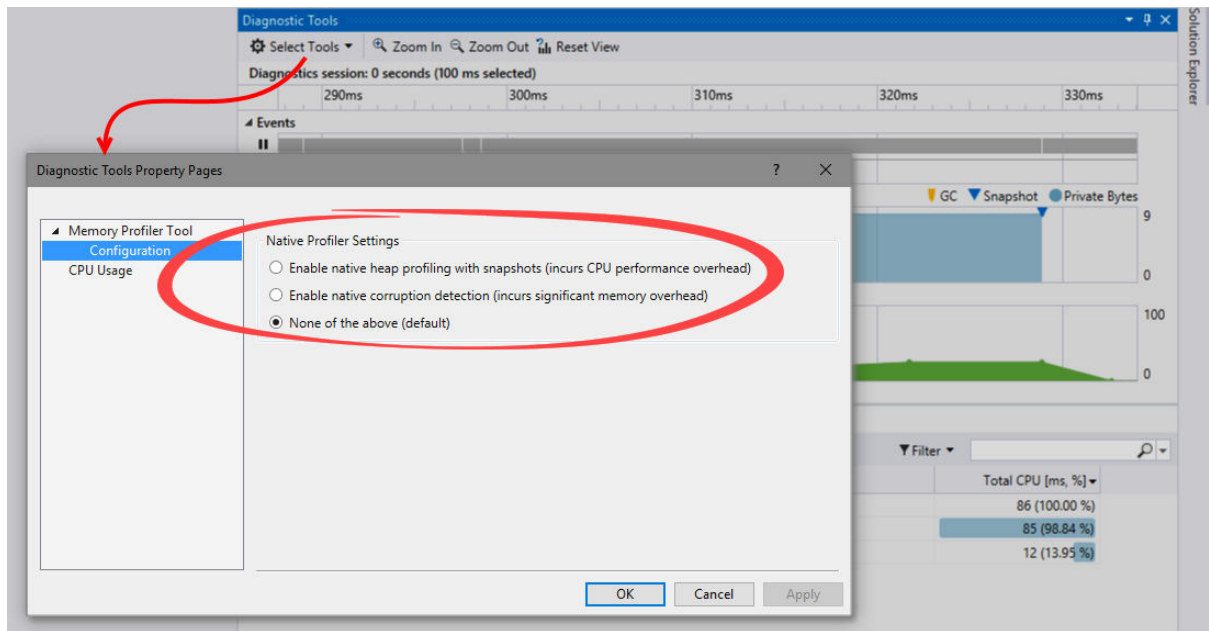 Diagnostic Tools
Solution Explorer
Select Tools Zoom In Zoom Out Reset View
Diagnostics session: 0 seconds (100 ms selected)
290ms 300ms 310ms 320ms 330ms
Events
Diagnostic Tools Property Pages ? ×
GC Snapshot Private Bytes
9
0
Memory Profiler Tool
Configuration
CPU Usage
Native Profiler Settings
Enable native heap profiling with snapshots (incurs CPU performance overhead)
Enable native corruption detection (incurs significant memory overhead)
None of the above (default)
100
0
Filter
Total CPU [ms, %]
86 (100.00 %)
85 (98.84 %)
12 (13.95 %)
OK Cancel Apply